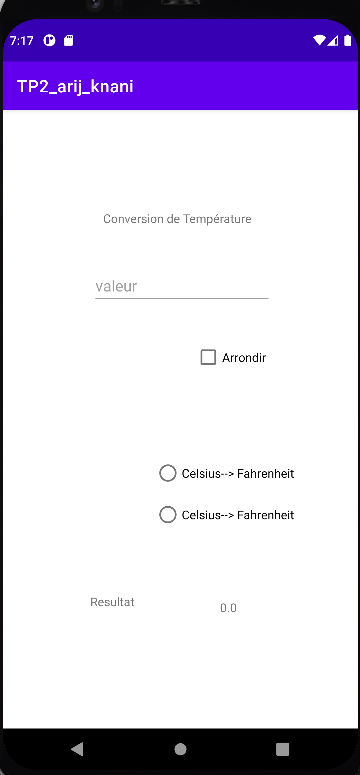 7:17
TP2_arij_knani
Conversion de Température
valeur
Arrondir
Celsius--> Fahrenheit
Celsius--> Fahrenheit
Resultat
0.0